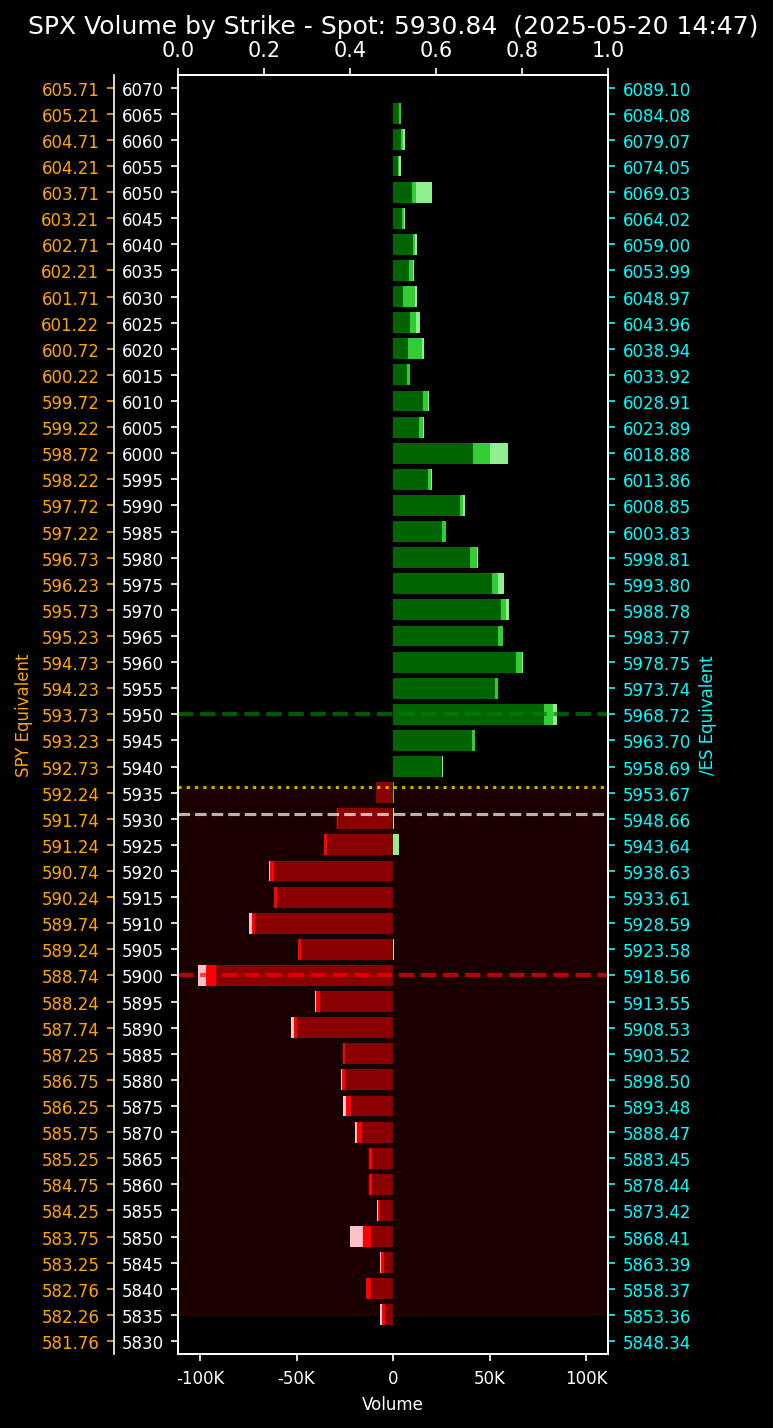 SPX Volume by Strike - Spot: 5930.84 (2025-05-20 14:47)
0.0 0.2 0.4 0.6 0.8 1.0
605.71 6070 6089.10
605.21 6065 6084.08
604.71 6060 6079.07
604.21 6055 6074.05
603.71 6050 6069.03
603.21 6045 6064.02
602.71 6040 6059.00
602.21 6035 6053.99
601.71 6030 6048.97
601.22 6025 6043.96
600.72 6020 6038.94
600.22 6015 6033.92
599.72 6010 6028.91
599.22 6005 6023.89
598.72 6000 6018.88
598.22 5995 6013.86
597.72 5990 6008.85
597.22 5985 6003.83
596.73 5980 5998.81
596.23 5975 5993.80
595.73 5970 5988.78
595.23 5965 5983.77
594.73 5960 5978.75
594.23 5955 5973.74
593.73 5950 5968.72
593.23 5945 5963.70
592.73 5940 5958.69
592.24 5935 5953.67
591.74 5930 5948.66
591.24 5925 5943.64
590.74 5920 5938.63
590.24 5915 5933.61
589.74 5910 5928.59
589.24 5905 5923.58
588.74 5900 5918.56
588.24 5895 5913.55
587.74 5890 5908.53
587.25 5885 5903.52
586.75 5880 5898.50
586.25 5875 5893.48
585.75 5870 5888.47
585.25 5865 5883.45
584.75 5860 5878.44
584.25 5855 5873.42
583.75 5850 5868.41
583.25 5845 5863.39
582.76 5840 5858.37
582.26 5835 5853.36
581.76 5830 5848.34
SPY Equivalent
/ES Equivalent
-100K -50K 0 50K 100K
Volume